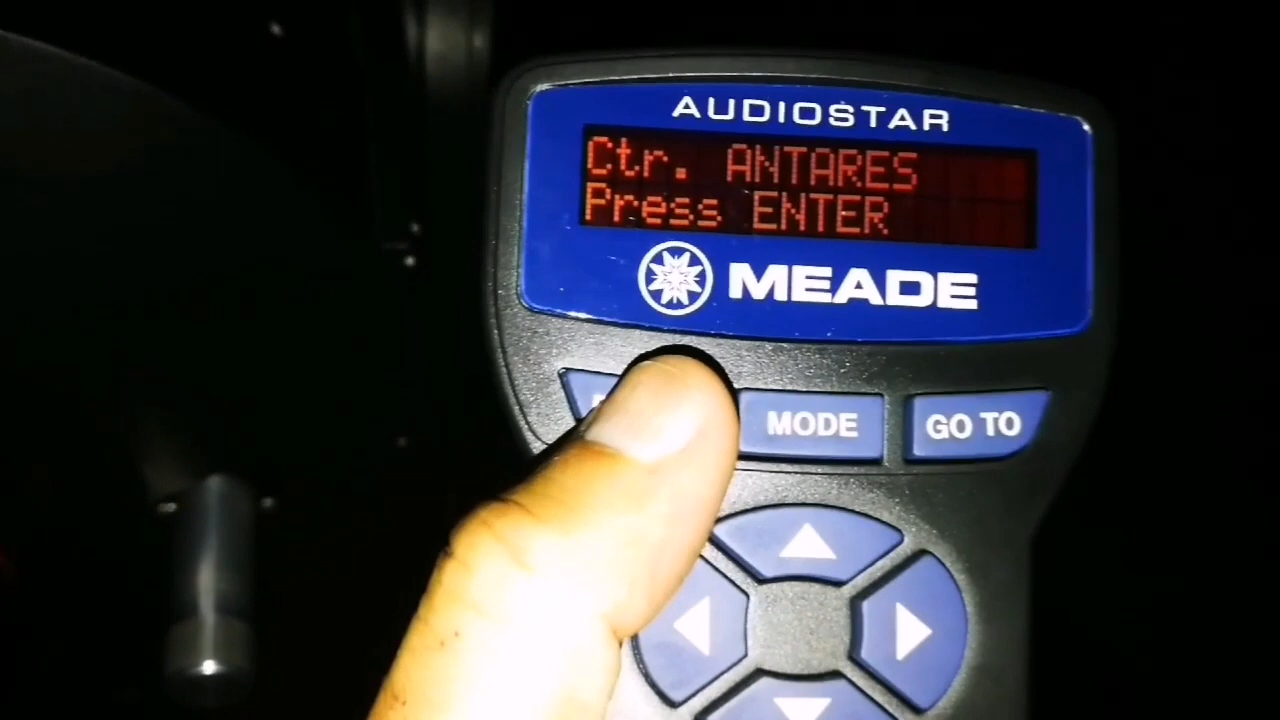 AUDIOSTAR
Ctr. ANTARES
Press ENTER
MEADE
MODE
GO TO